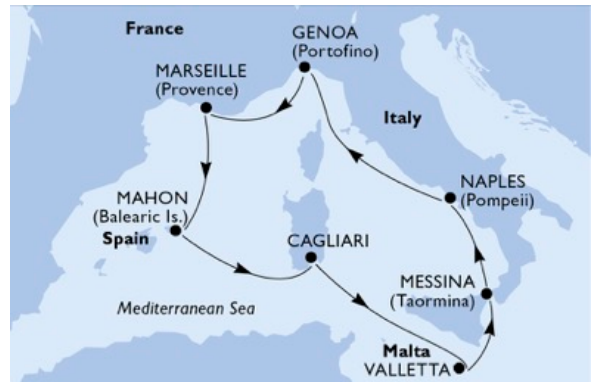 France
GENOA
(Portofino)
MARSEILLE
(Provence)
Italy
NAPLES
(Pompeii)
MAHON
(Balearic Is.)
Spain
CAGLIARI
MESSINA
(Taormina)
Mediterranean Sea
Malta
VALLETTA